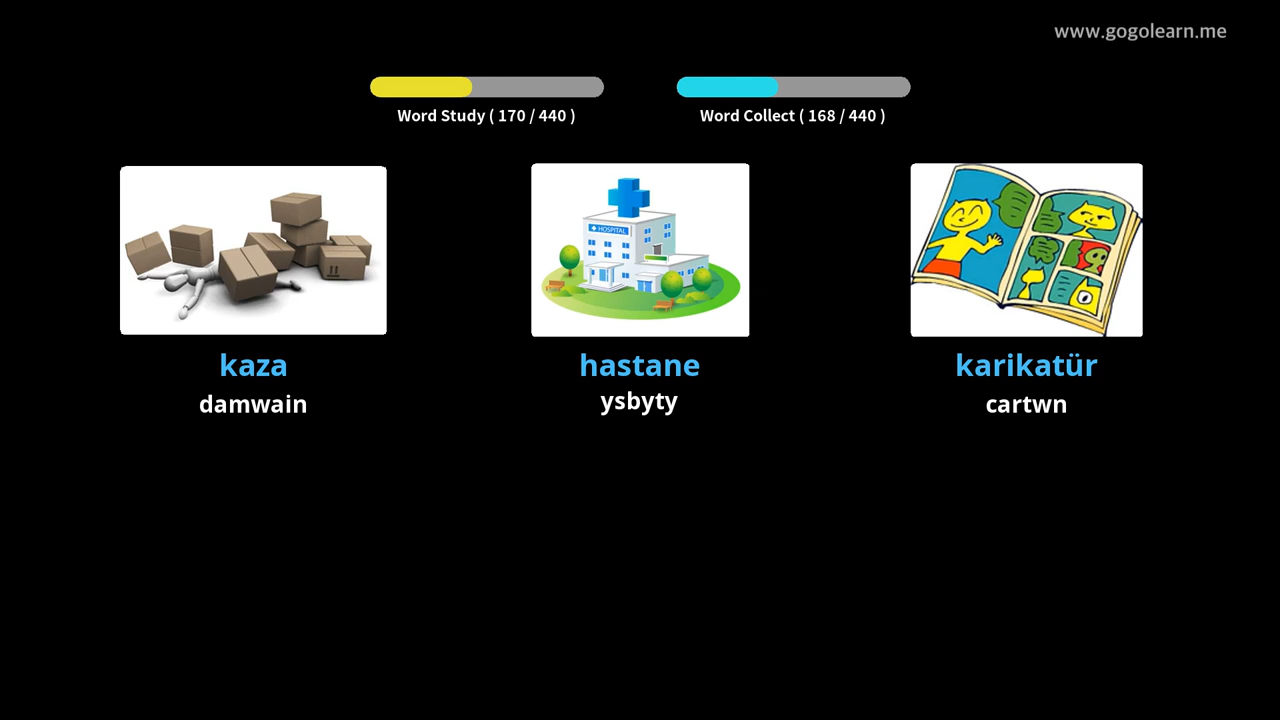 www.gogolearn.me
Word Study ( 170 / 440 )
Word Collect ( 168 / 440 )
HOSPITAL
kaza
hastane
karikatür
damwain
ysbyty
cartwn